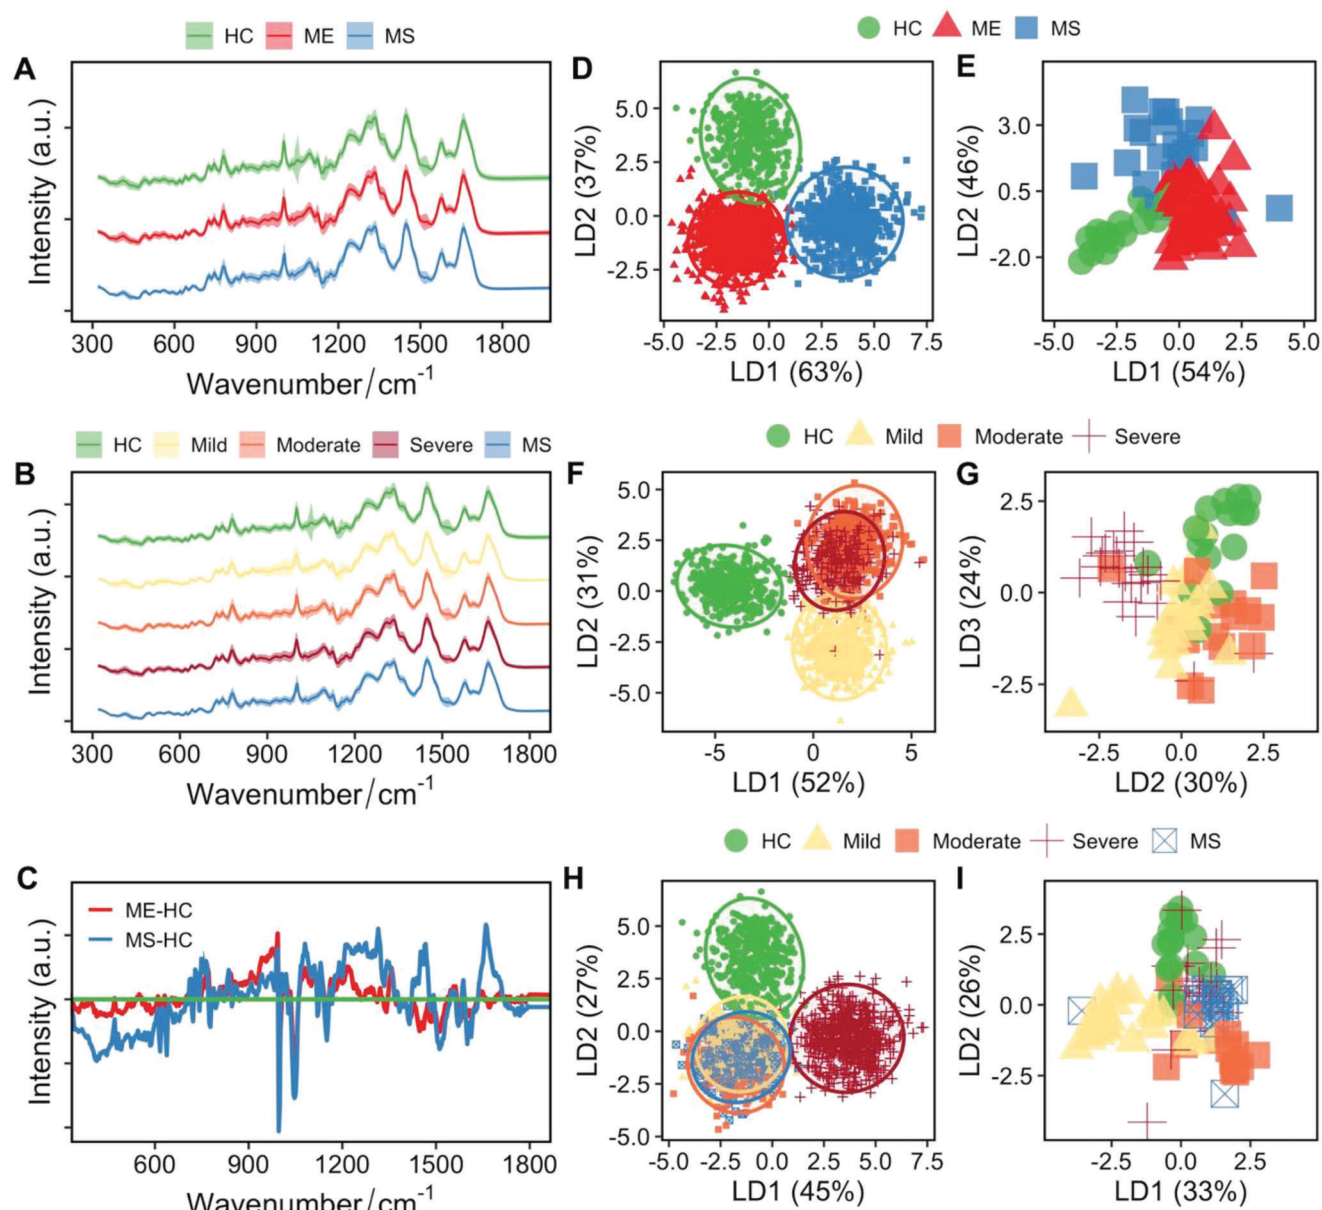 HC ME MS
A
Intensity (a.u.)
300 600 900 1200 1500 1800
Wavenumber/cm-1
HC ME MS
D
LD2 (37%)
5.0
2.5
0.0
-2.5
-5.0 -2.5 0.0 2.5 5.0 7.5
LD1 (63%)
E
LD2 (46%)
3.0
0.5
-2.0
-5.0 -2.5 0.0 2.5 5.0
LD1 (54%)
HC Mild Moderate Severe MS
B
Intensity (a.u.)
300 600 900 1200 1500 1800
Wavenumber/cm-1
HC Mild Moderate Severe
F
LD2 (31%)
5.0
2.5
0.0
-2.5
-5.0
-5 0 5
LD1 (52%)
G
LD3 (24%)
2.5
0.0
-2.5
-2.5 0.0 2.5
LD2 (30%)
C
ME-HC
MS-HC
Intensity (a.u.)
600 900 1200 1500 1800
Wavenumber/cm-1
HC Mild Moderate Severe MS
H
LD2 (27%)
5.0
2.5
0.0
-2.5
-5.0
-5.0 -2.5 0.0 2.5 5.0 7.5
LD1 (45%)
I
LD2 (26%)
2.5
0.0
-2.5
-2.5 0.0 2.5
LD1 (33%)